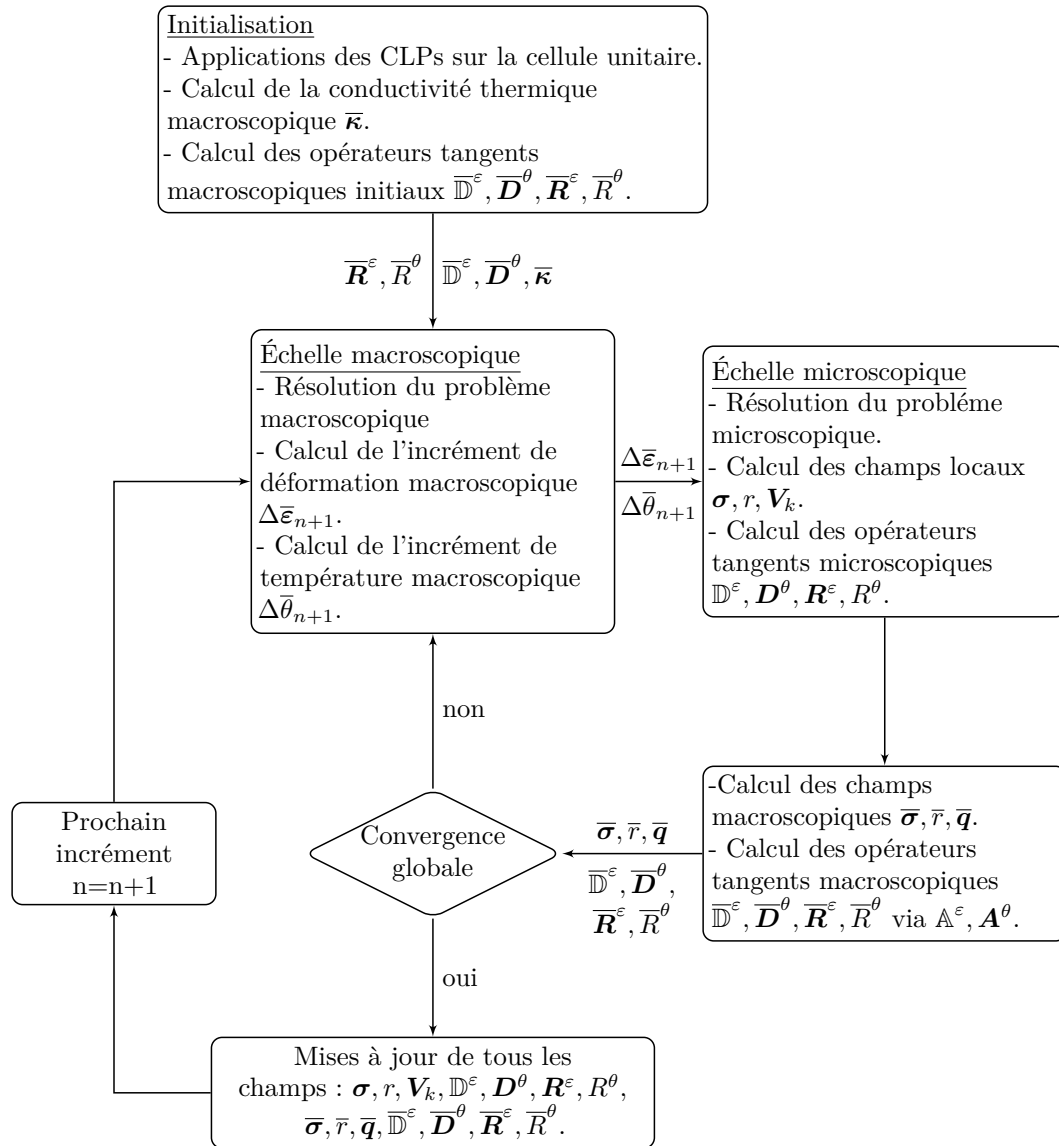 Initialisation
- Applications des CLPs sur la cellule unitaire.
- Calcul de la conductivité thermique
macroscopique κ̅.
- Calcul des opérateurs tangents
macroscopiques initiaux 𝔻̅^ε, D̅^θ, R̅^ε, R̅^θ.
R̅^ε, R̅^θ 𝔻̅^ε, D̅^θ, κ̅
Échelle macroscopique
- Résolution du problème
macroscopique
- Calcul de l'incrément de
déformation macroscopique
Δε̅ₙ₊₁.
- Calcul de l'incrément de
température macroscopique
Δθ̅ₙ₊₁.
Δε̅ₙ₊₁
Δθ̅ₙ₊₁
Échelle microscopique
- Résolution du probléme
microscopique.
- Calcul des champs locaux
σ, r, Vₖ.
- Calcul des opérateurs
tangents microscopiques
𝔻^ε, D^θ, R^ε, R^θ.
-Calcul des champs
macroscopiques σ̅, r̅, q̅.
- Calcul des opérateurs
tangents macroscopiques
𝔻̅^ε, D̅^θ, R̅^ε, R̅^θ via 𝔸^ε, A^θ.
σ̅, r̅, q̅
𝔻̅^ε, D̅^θ,
R̅^ε, R̅^θ
Convergence
globale
non
oui
Mises à jour de tous les
champs : σ, r, Vₖ, 𝔻^ε, D^θ, R^ε, R^θ,
σ̅, r̅, q̅, 𝔻̅^ε, D̅^θ, R̅^ε, R̅^θ.
Prochain
incrément
n=n+1